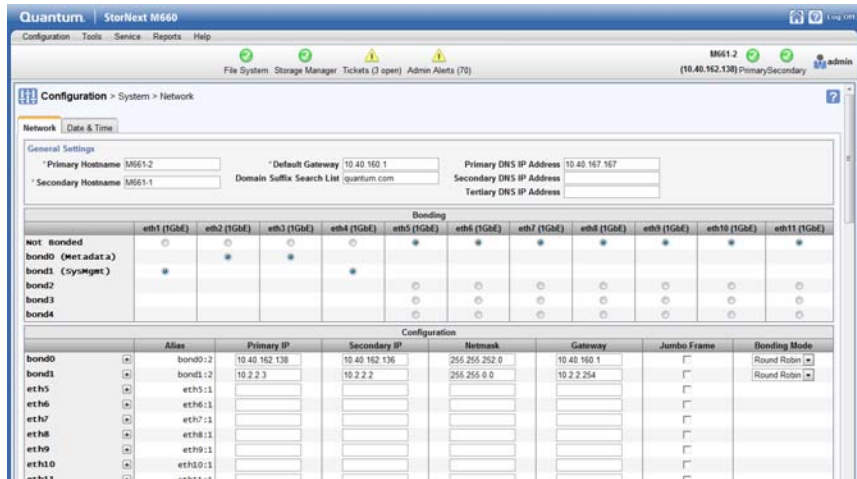 Quantum. StorNext M660 Log Off
Configuration Tools Service Reports Help
File System Storage Manager Tickets (3 open) Admin Alerts (70)
M661-2
(10.40.162.138) Primary Secondary
admin
Configuration > System > Network
Network Date & Time
General Settings
*Primary Hostname M661-2 *Default Gateway 10.40.160.1 Primary DNS IP Address 10.40.167.167
*Secondary Hostname M661-1 Domain Suffix Search List quantum.com Secondary DNS IP Address
Tertiary DNS IP Address
Bonding
eth1 (1GbE) eth2 (1GbE) eth3 (1GbE) eth4 (1GbE) eth5 (1GbE) eth6 (1GbE) eth7 (1GbE) eth8 (1GbE) eth9 (1GbE) eth10 (1GbE) eth11 (1GbE)
Not Bonded
bond0 (Metadata)
bond1 (SysMgmt)
bond2
bond3
bond4
Configuration
Alias Primary IP Secondary IP Netmask Gateway Jumbo Frame Bonding Mode
bond0 bond0:2 10.40.162.138 10.40.162.136 255.255.252.0 10.40.160.1 Round Robin
bond1 bond1:2 10.2.2.3 10.2.2.2 255.255.0.0 10.2.2.254 Round Robin
eth5 eth5:1
eth6 eth6:1
eth7 eth7:1
eth8 eth8:1
eth9 eth9:1
eth10 eth10:1